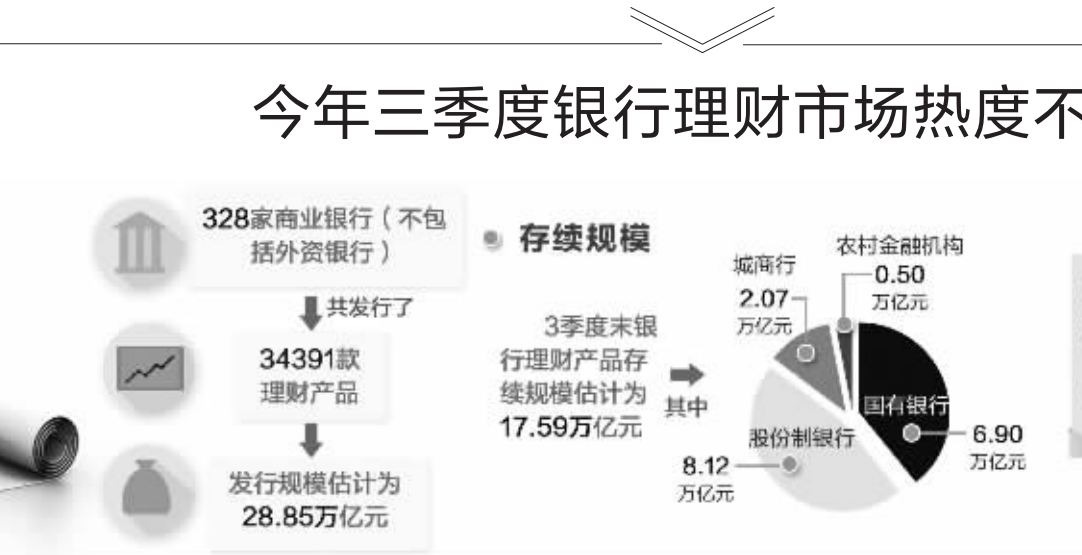 今年三季度银行理财市场热度不
328家商业银行（不包
括外资银行）
共发行了
34391款
理财产品
发行规模估计为
28.85万亿元
存续规模
3季度末银
行理财产品存
续规模估计为
17.59万亿元
其中
城商行
2.07
万亿元
农村金融机构
0.50
万亿元
国有银行
6.90
万亿元
股份制银行
8.12
万亿元